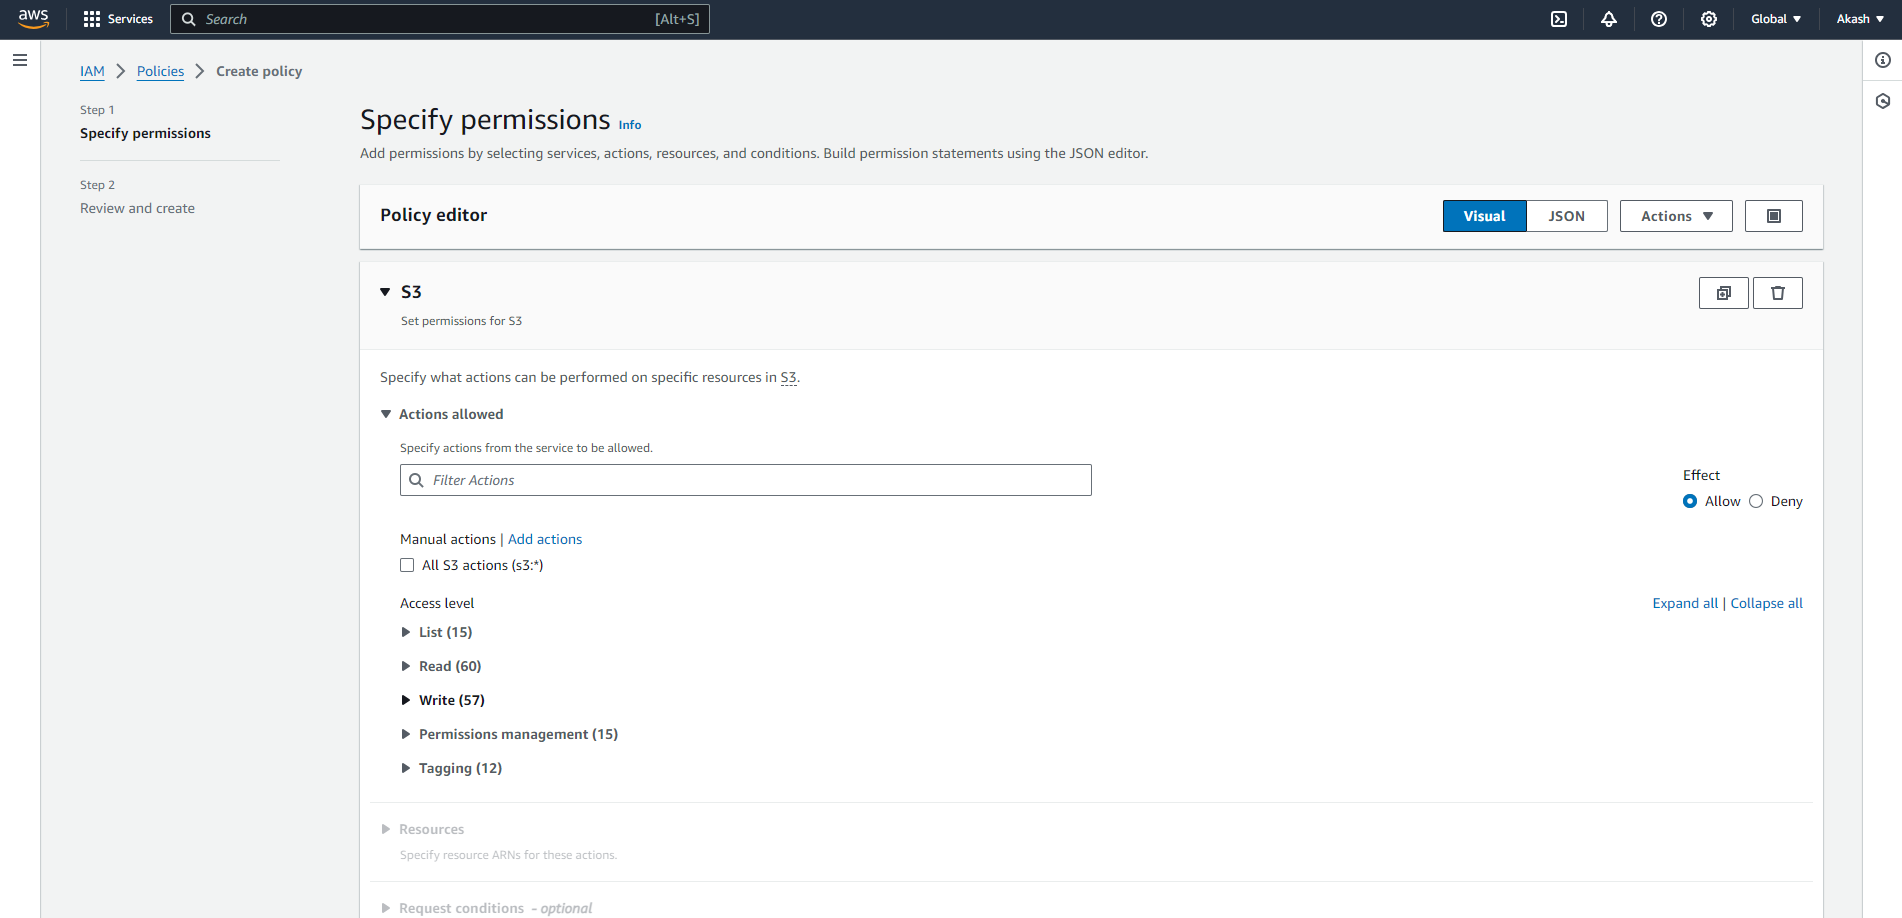 aws
Services
Search [Alt+S]
Global
Akash
IAM > Policies > Create policy
Step 1
Specify permissions
Step 2
Review and create
Specify permissions Info
Add permissions by selecting services, actions, resources, and conditions. Build permission statements using the JSON editor.
Policy editor
Visual JSON Actions
S3
Set permissions for S3
Specify what actions can be performed on specific resources in S3.
Actions allowed
Specify actions from the service to be allowed.
Filter Actions
Effect
Allow Deny
Manual actions | Add actions
All S3 actions (s3:*)
Access level
Expand all | Collapse all
List (15)
Read (60)
Write (57)
Permissions management (15)
Tagging (12)
Resources
Specify resource ARNs for these actions.
Request conditions - optional